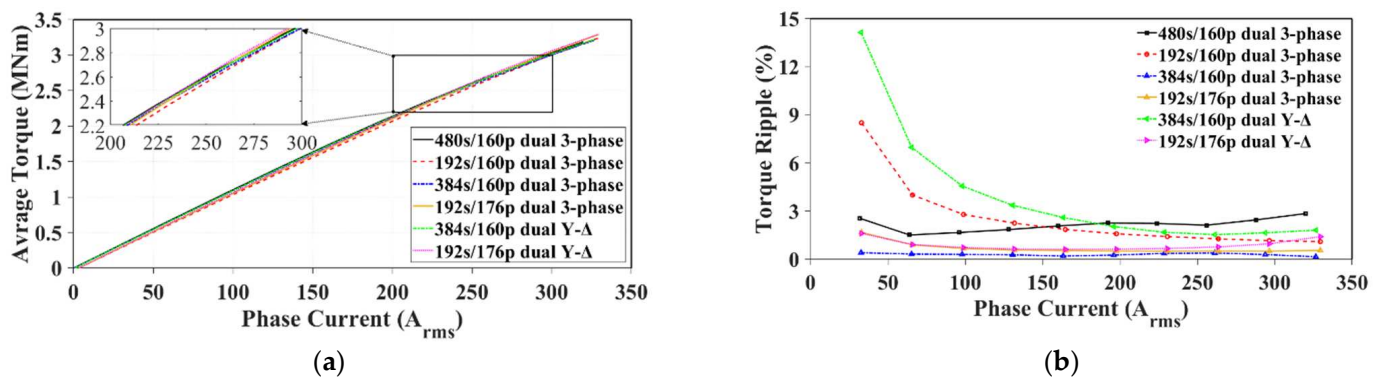 3.5
3
2.5
2
1.5
1
0.5
0
Avrage Torque (MNm)
3
2.8
2.6
2.4
2.2
200 225 250 275 300
480s/160p dual 3-phase
192s/160p dual 3-phase
384s/160p dual 3-phase
192s/176p dual 3-phase
384s/160p dual Y-Δ
192s/176p dual Y-Δ
0 50 100 150 200 250 300 350
Phase Current (Arms)
(a)
15
12
9
6
3
0
Torque Ripple (%)
480s/160p dual 3-phase
192s/160p dual 3-phase
384s/160p dual 3-phase
192s/176p dual 3-phase
384s/160p dual Y-Δ
192s/176p dual Y-Δ
0 50 100 150 200 250 300 350
Phase Current (Arms)
(b)